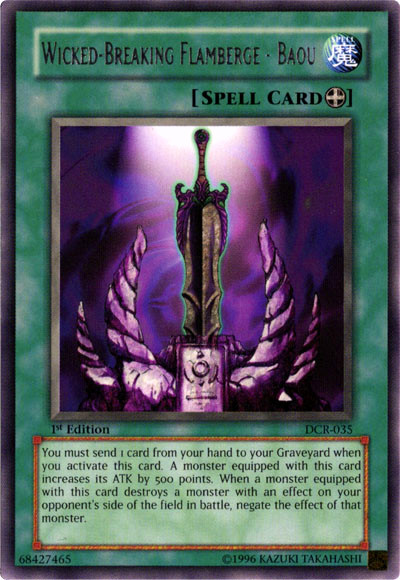 WICKED-BREAKING FLAMBERGE - BAOU
魔
[SPELL CARD]
1st Edition
DCR-035
You must send 1 card from your hand to your Graveyard when
you activate this card. A monster equipped with this card
increases its ATK by 500 points. When a monster equipped
with this card destroys a monster with an effect on your
opponent's side of the field in battle, negate the effect of that
monster.
68427465
©1996 KAZUKI TAKAHASHI